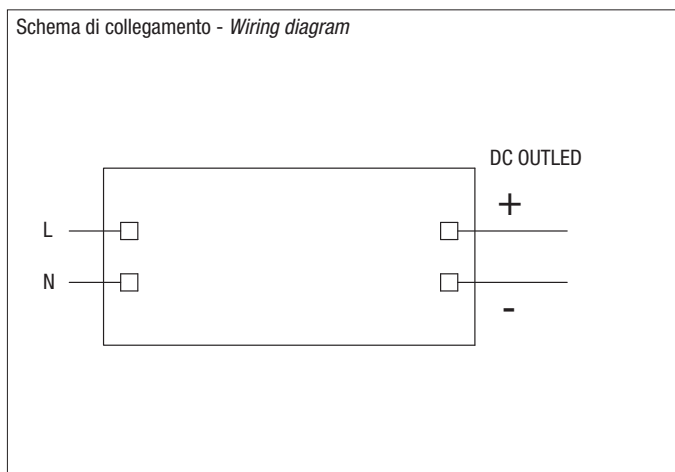 Schema di collegamento - Wiring diagram
DC OUTLED
+
L
N
-